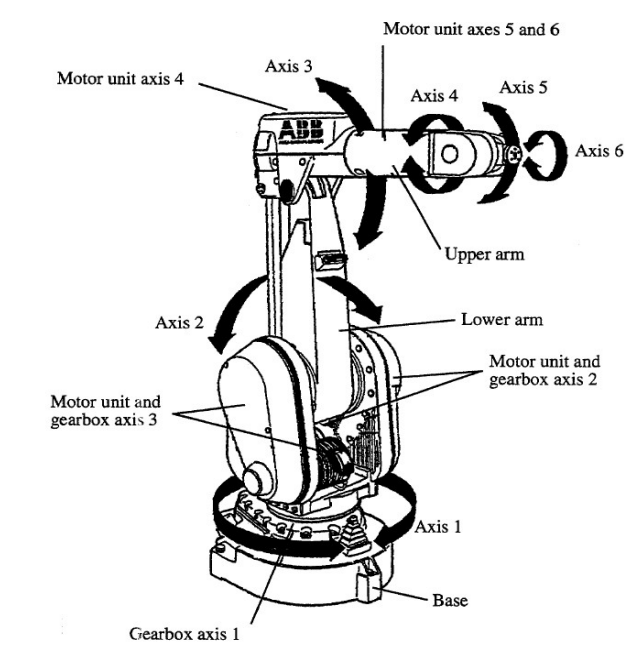 Motor unit axes 5 and 6
Axis 3
Motor unit axis 4
Axis 5
Axis 4
ABB
Axis 6
Upper arm
Axis 2
Lower arm
Motor unit and
gearbox axis 2
Motor unit and
gearbox axis 3
Axis 1
Base
Gearbox axis 1